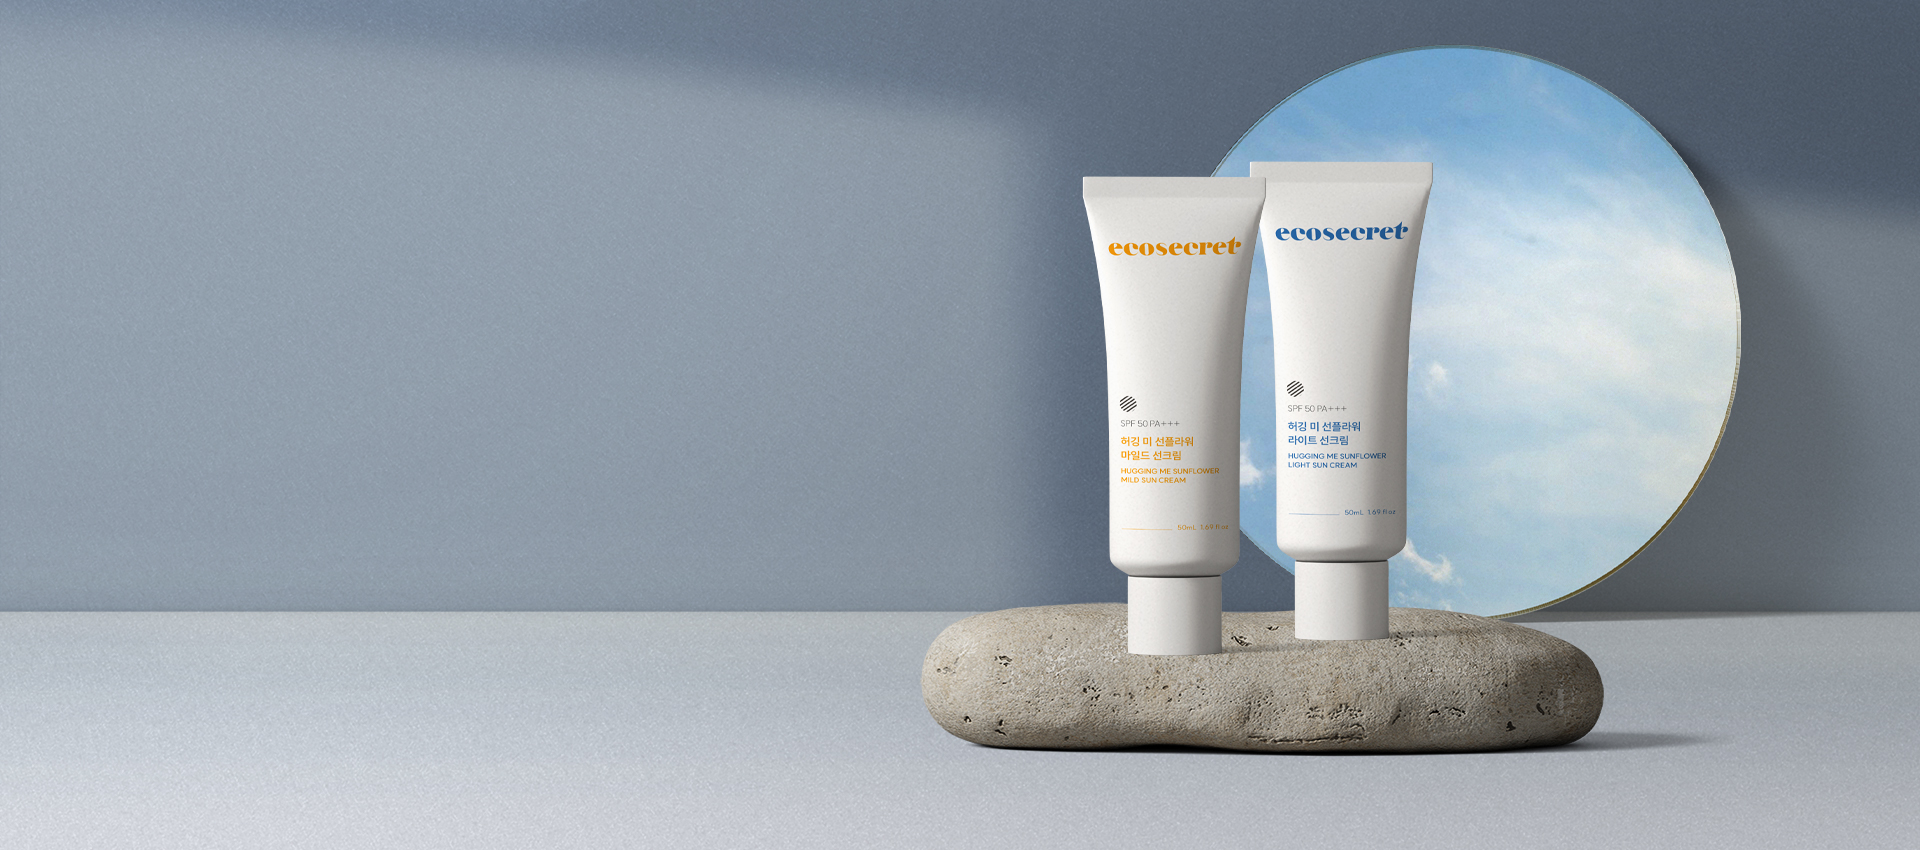 ecosecret
SPF 50 PA+++
허깅 미 선플라워
마일드 선크림
HUGGING ME SUNFLOWER
MILD SUN CREAM
50mL 1.69 fl.oz
ecosecret
SPF 50 PA+++
허깅 미 선플라워
라이트 선크림
HUGGING ME SUNFLOWER
LIGHT SUN CREAM
50mL 1.69 fl.oz